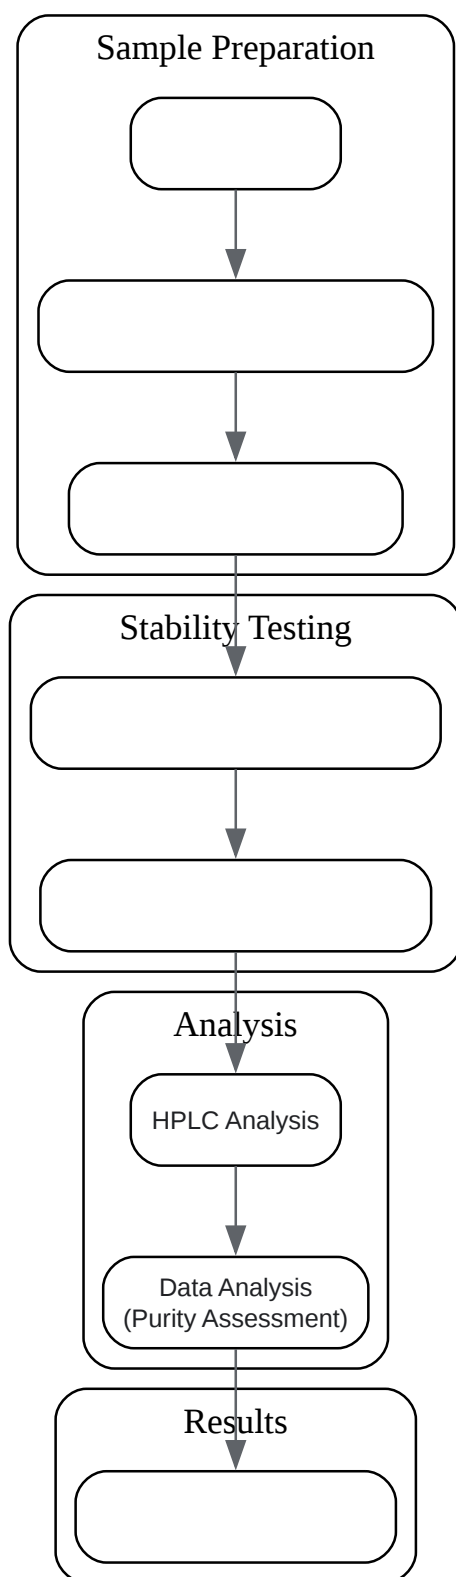 Sample Preparation
Stability Testing
Analysis
HPLC Analysis
Data Analysis
(Purity Assessment)
Results